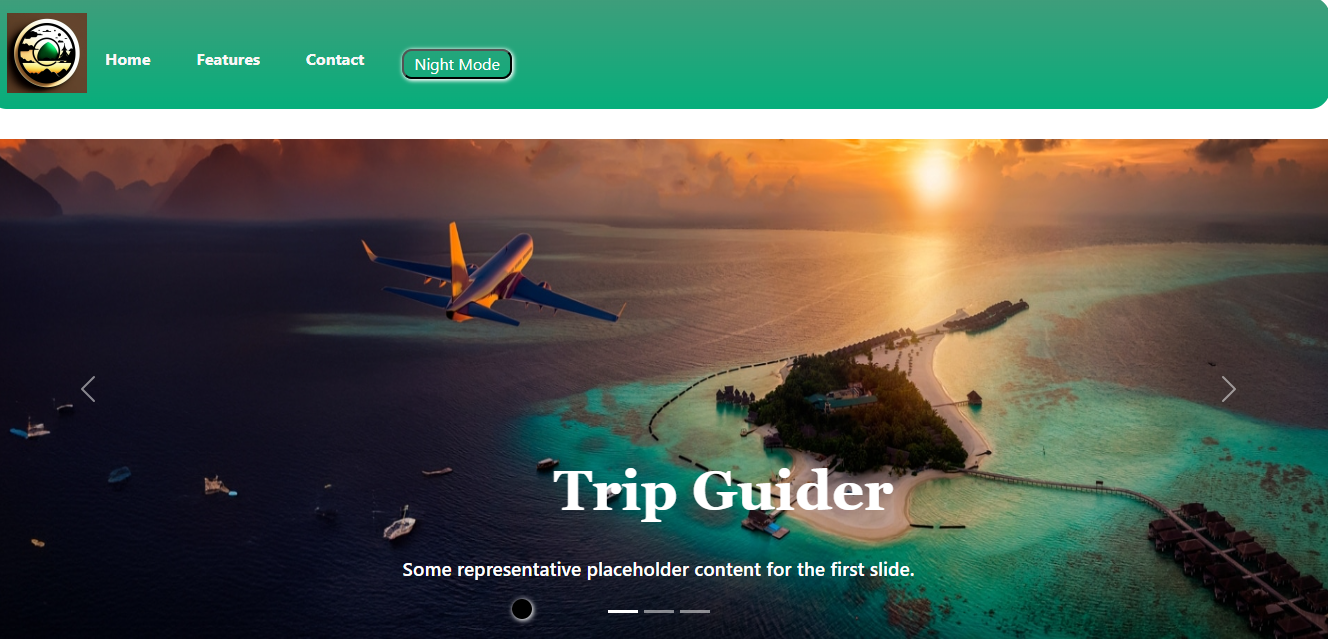 Home Features Contact Night Mode
Trip Guider
Some representative placeholder content for the first slide.